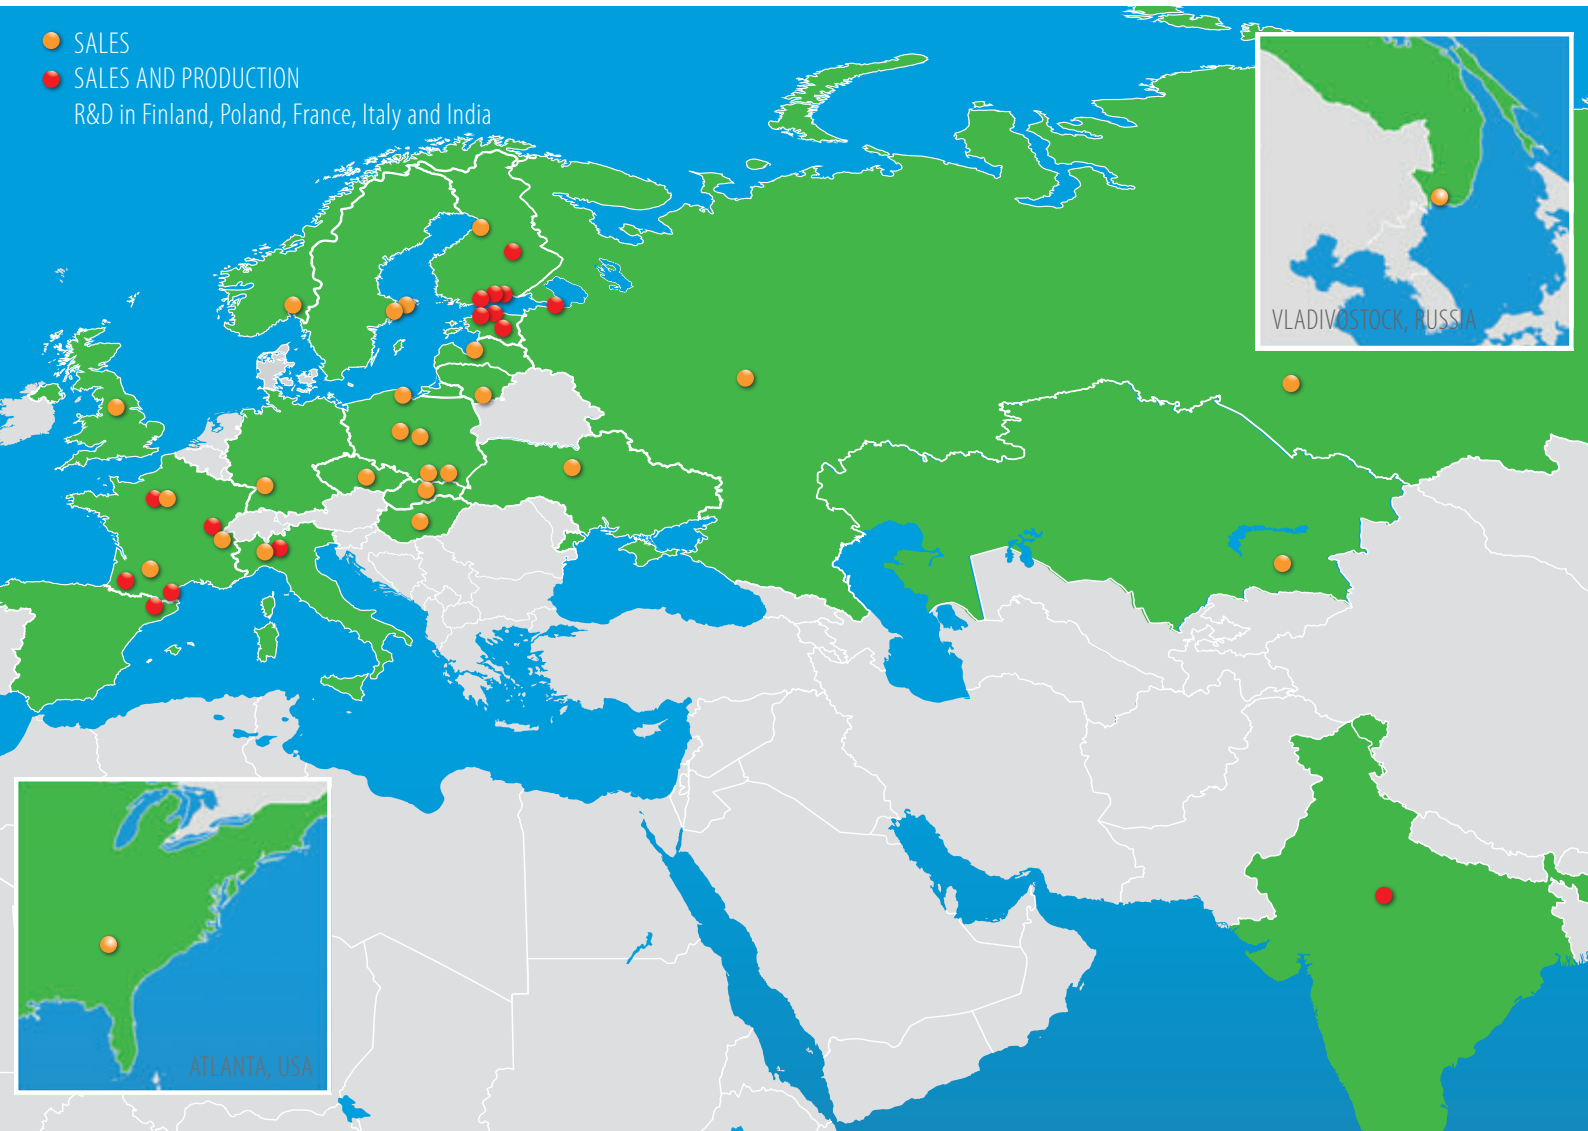 SALES
SALES AND PRODUCTION
R&D in Finland, Poland, France, Italy and India
VLADIVOSTOCK, RUSSIA
ATLANTA, USA